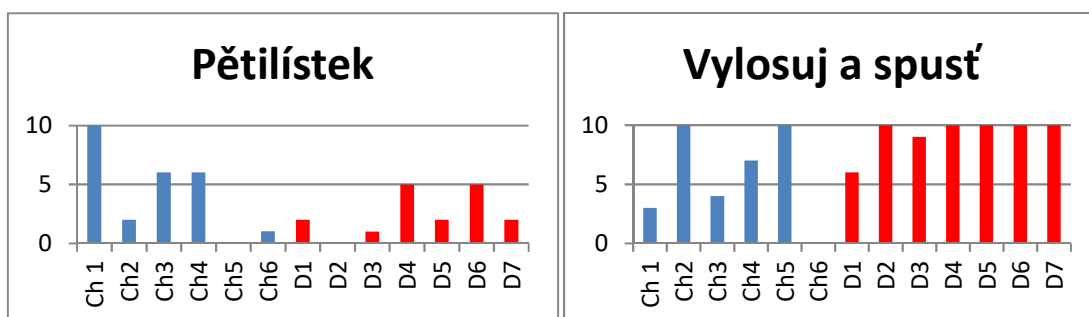 Pětilístek
10
5
0
Ch 1
Ch2
Ch3
Ch4
Ch5
Ch6
D1
D2
D3
D4
D5
D6
D7
Vylosuj a spusť
10
5
0
Ch 1
Ch2
Ch3
Ch4
Ch5
Ch6
D1
D2
D3
D4
D5
D6
D7